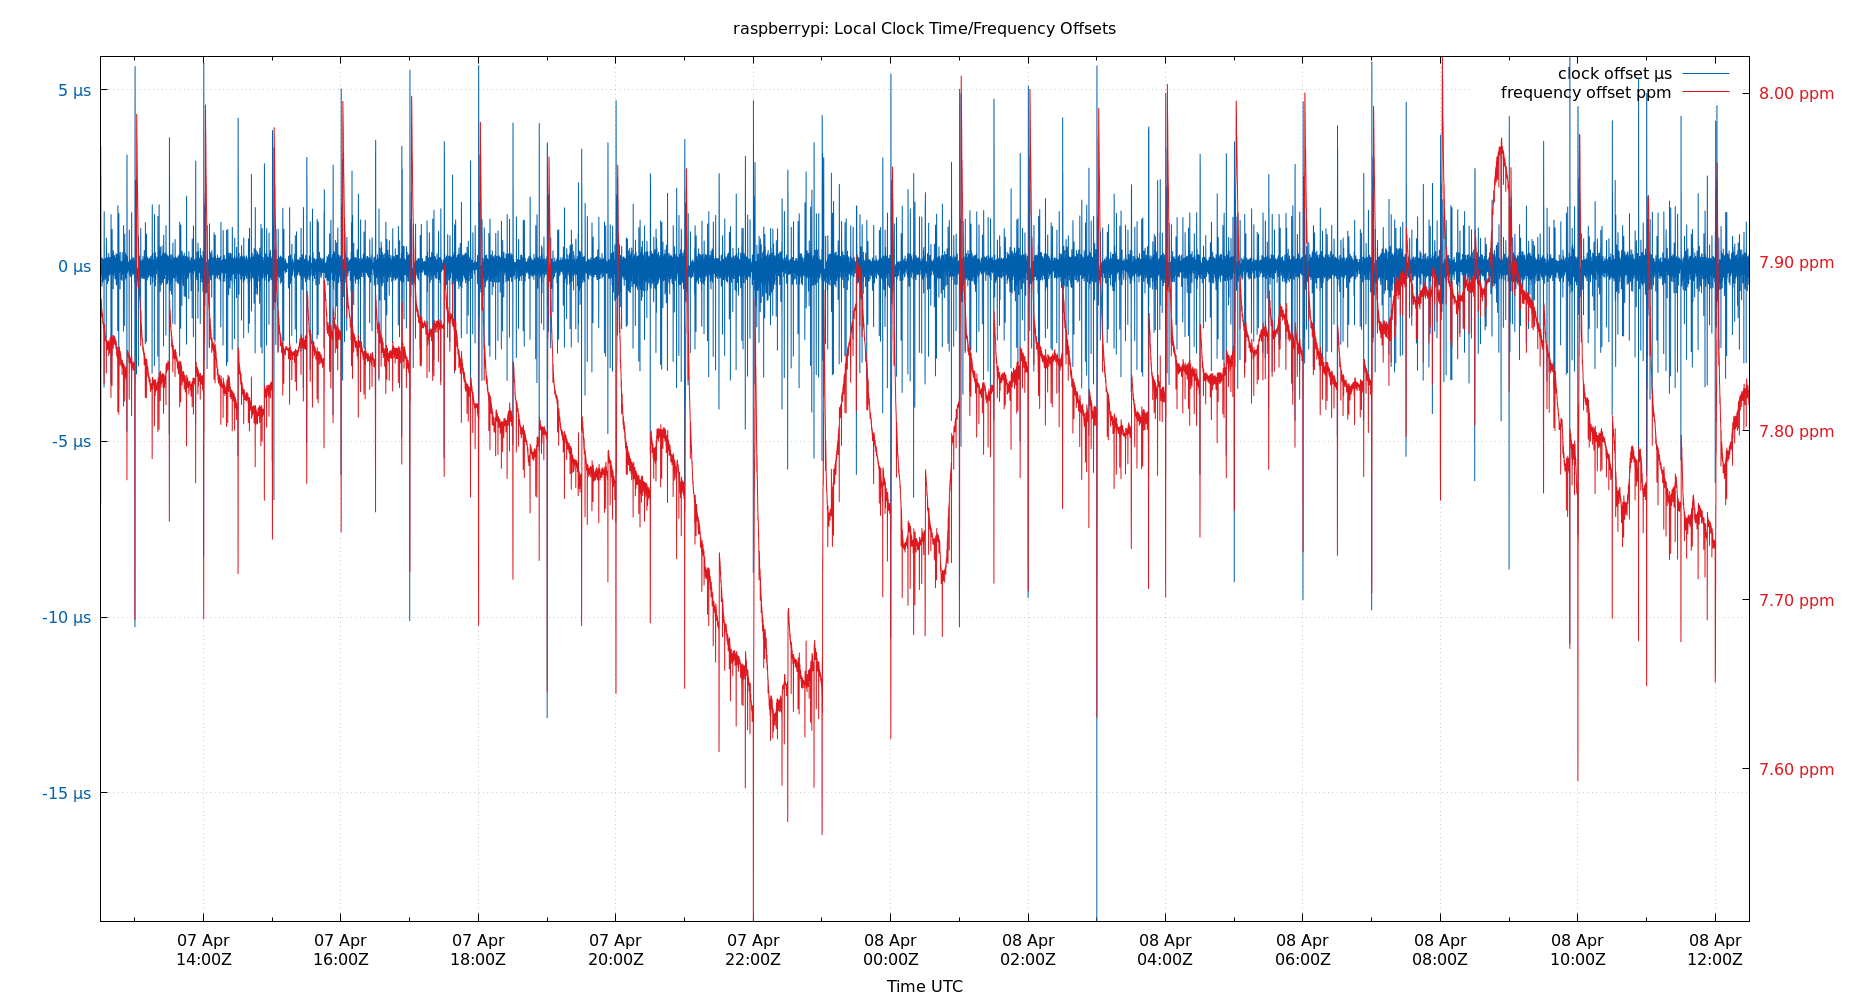 raspberrypi: Local Clock Time/Frequency Offsets
clock offset µs
frequency offset ppm
5 µs
0 µs
-5 µs
-10 µs
-15 µs
8.00 ppm
7.90 ppm
7.80 ppm
7.70 ppm
7.60 ppm
07 Apr 07 Apr 07 Apr 07 Apr 07 Apr 08 Apr 08 Apr 08 Apr 08 Apr 08 Apr 08 Apr 08 Apr
14:00Z 16:00Z 18:00Z 20:00Z 22:00Z 00:00Z 02:00Z 04:00Z 06:00Z 08:00Z 10:00Z 12:00Z
Time UTC